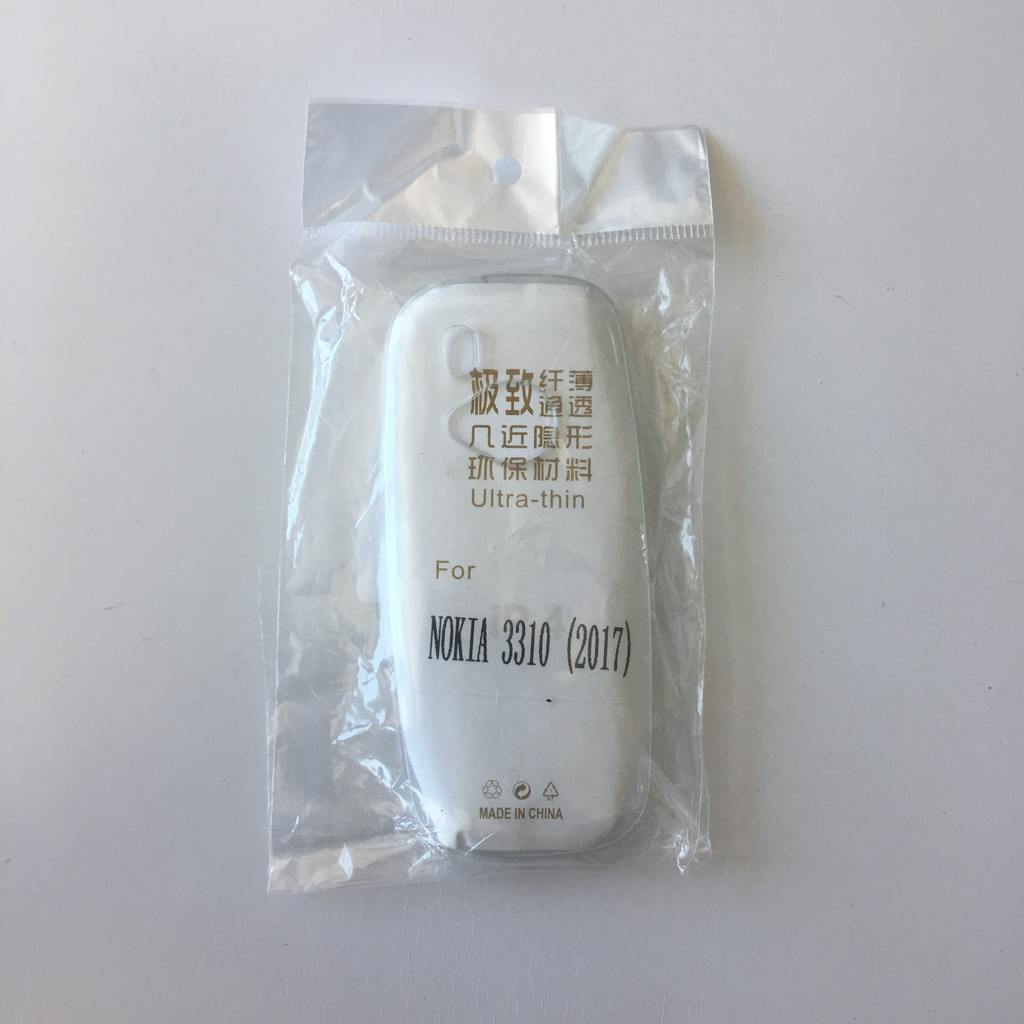 极致纤薄
通透
几近隐形
环保材料
Ultra-thin
For
NOKIA 3310 (2017)
MADE IN CHINA